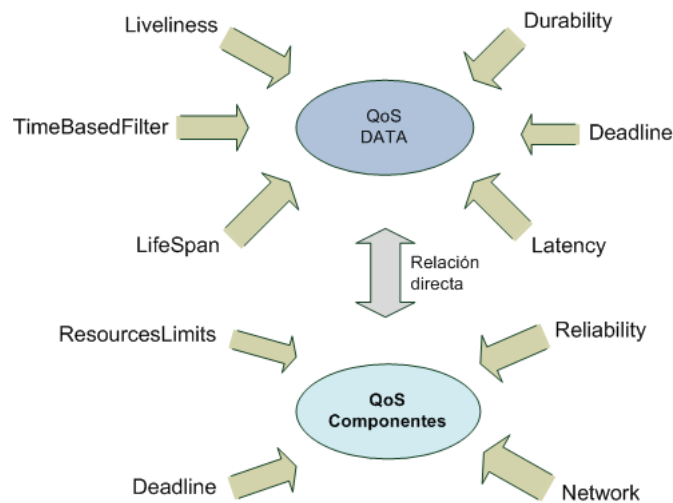 Liveliness
Durability
TimeBasedFilter
QoS
DATA
Deadline
LifeSpan
Latency
Relación
directa
ResourcesLimits
Reliability
QoS
Componentes
Deadline
Network